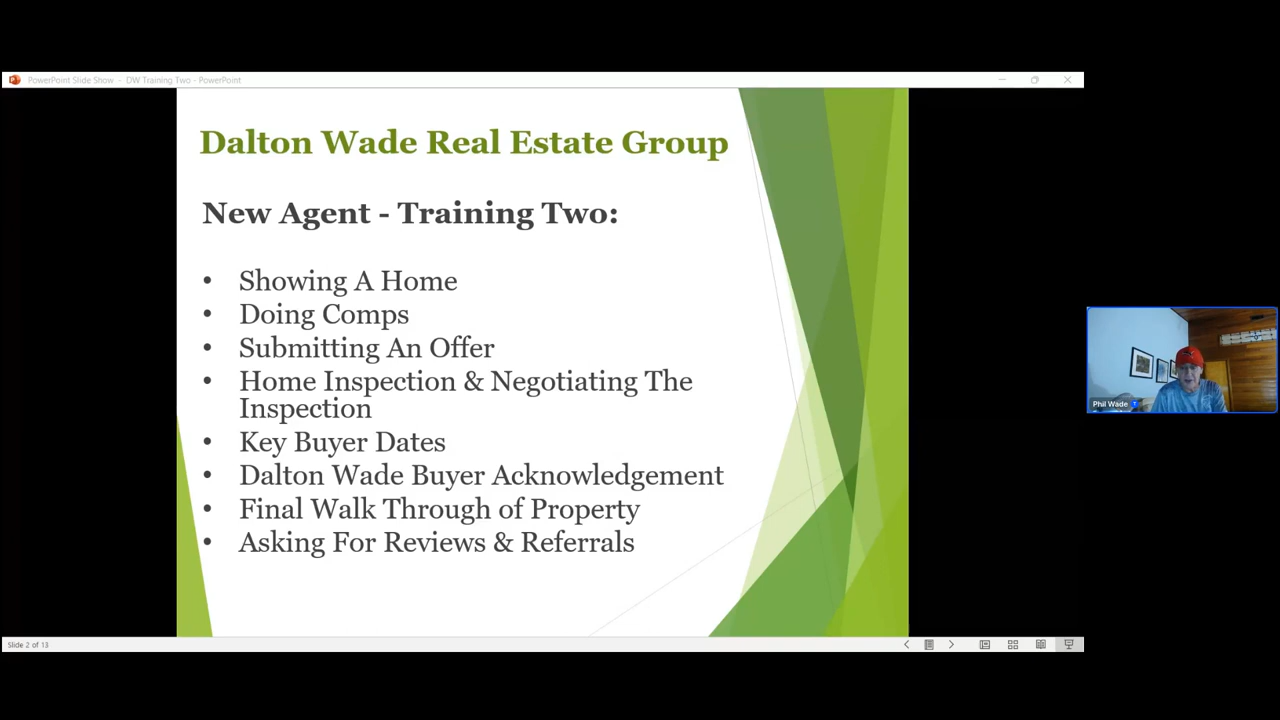 PowerPoint Slide Show - DW Training Two - PowerPoint
Dalton Wade Real Estate Group
New Agent - Training Two:
• Showing A Home
• Doing Comps
• Submitting An Offer
• Home Inspection & Negotiating The
Inspection
• Key Buyer Dates
• Dalton Wade Buyer Acknowledgement
• Final Walk Through of Property
• Asking For Reviews & Referrals
Phil Wade
Slide 2 of 13